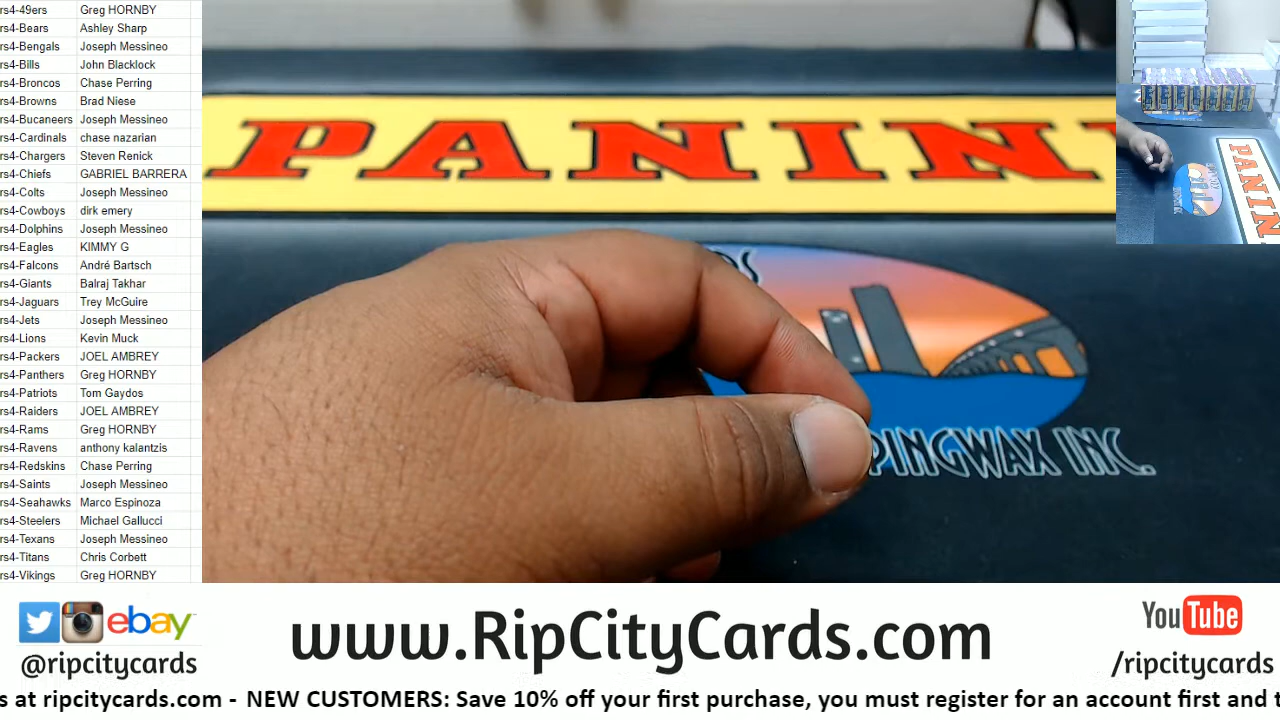 rs4-49ers Greg HORNBY
rs4-Bears Ashley Sharp
rs4-Bengals Joseph Messineo
rs4-Bills John Blacklock
rs4-Broncos Chase Perring
rs4-Browns Brad Niese
rs4-Bucaneers Joseph Messineo
rs4-Cardinals chase nazarian
rs4-Chargers Steven Renick
rs4-Chiefs GABRIEL BARRERA
rs4-Colts Joseph Messineo
rs4-Cowboys dirk emery
rs4-Dolphins Joseph Messineo
rs4-Eagles KIMMY G
rs4-Falcons André Bartsch
rs4-Giants Balraj Takhar
rs4-Jaguars Trey McGuire
rs4-Jets Joseph Messineo
rs4-Lions Kevin Muck
rs4-Packers JOEL AMBREY
rs4-Panthers Greg HORNBY
rs4-Patriots Tom Gaydos
rs4-Raiders JOEL AMBREY
rs4-Rams Greg HORNBY
rs4-Ravens anthony kalantzis
rs4-Redskins Chase Perring
rs4-Saints Joseph Messineo
rs4-Seahawks Marco Espinoza
rs4-Steelers Michael Gallucci
rs4-Texans Joseph Messineo
rs4-Titans Chris Corbett
rs4-Vikings Greg HORNBY
PANINI
PINGWAX INC.
PANIN
ebay
@ripcitycards
www.RipCityCards.com
YouTube
/ripcitycards
s at ripcitycards.com - NEW CUSTOMERS: Save 10% off your first purchase, you must register for an account first and t